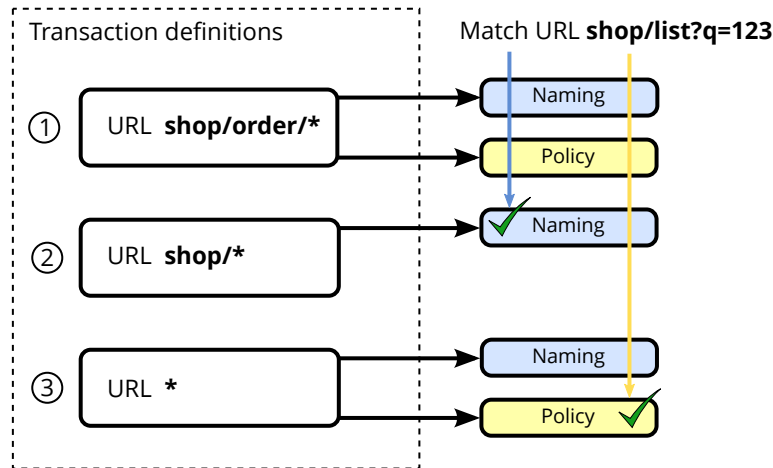 Transaction definitions
Match URL shop/list?q=123
1
URL shop/order/*
Naming
Policy
2
URL shop/*
Naming
3
URL *
Naming
Policy